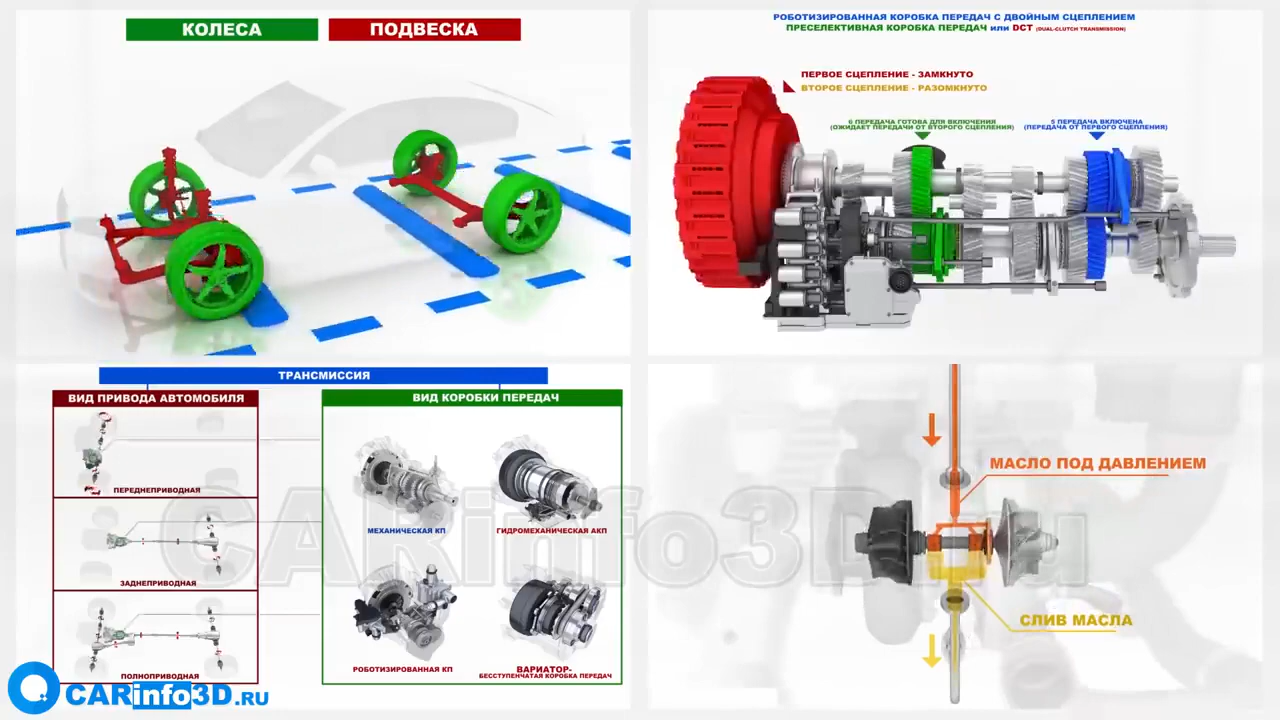 КОЛЕСА
ПОДВЕСКА
РОБОТИЗИРОВАННАЯ КОРОБКА ПЕРЕДАЧ С ДВОЙНЫМ СЦЕПЛЕНИЕМ
ПРЕСЕЛЕКТИВНАЯ КОРОБКА ПЕРЕДАЧ или DCT (DUAL-CLUTCH TRANSMISSION)
ПЕРВОЕ СЦЕПЛЕНИЕ - ЗАМКНУТО
ВТОРОЕ СЦЕПЛЕНИЕ - РАЗОМКНУТО
6 ПЕРЕДАЧА ГОТОВА ДЛЯ ВКЛЮЧЕНИЯ
(ОЖИДАЕТ ПЕРЕДАЧИ ОТ ВТОРОГО СЦЕПЛЕНИЯ)
5 ПЕРЕДАЧА ВКЛЮЧЕНА
(ПЕРЕДАЧА ОТ ПЕРВОГО СЦЕПЛЕНИЯ)
ТРАНСМИССИЯ
ВИД ПРИВОДА АВТОМОБИЛЯ
ВИД КОРОБКИ ПЕРЕДАЧ
ПЕРЕДНЕПРИВОДНАЯ
ЗАДНЕПРИВОДНАЯ
ПОЛНОПРИВОДНАЯ
МЕХАНИЧЕСКАЯ КП
ГИДРОМЕХАНИЧЕСКАЯ АКП
РОБОТИЗИРОВАННАЯ КП
ВАРИАТОР-
БЕССТУПЕНЧАТАЯ КОРОБКА ПЕРЕДАЧ
МАСЛО ПОД ДАВЛЕНИЕМ
СЛИВ МАСЛА
CARinfo3D.ru
CARinfo3D.RU